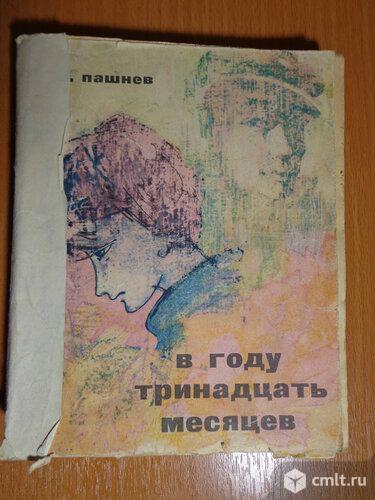 . пашнев
в году
тринадцать
месяцев
cmlt.ru